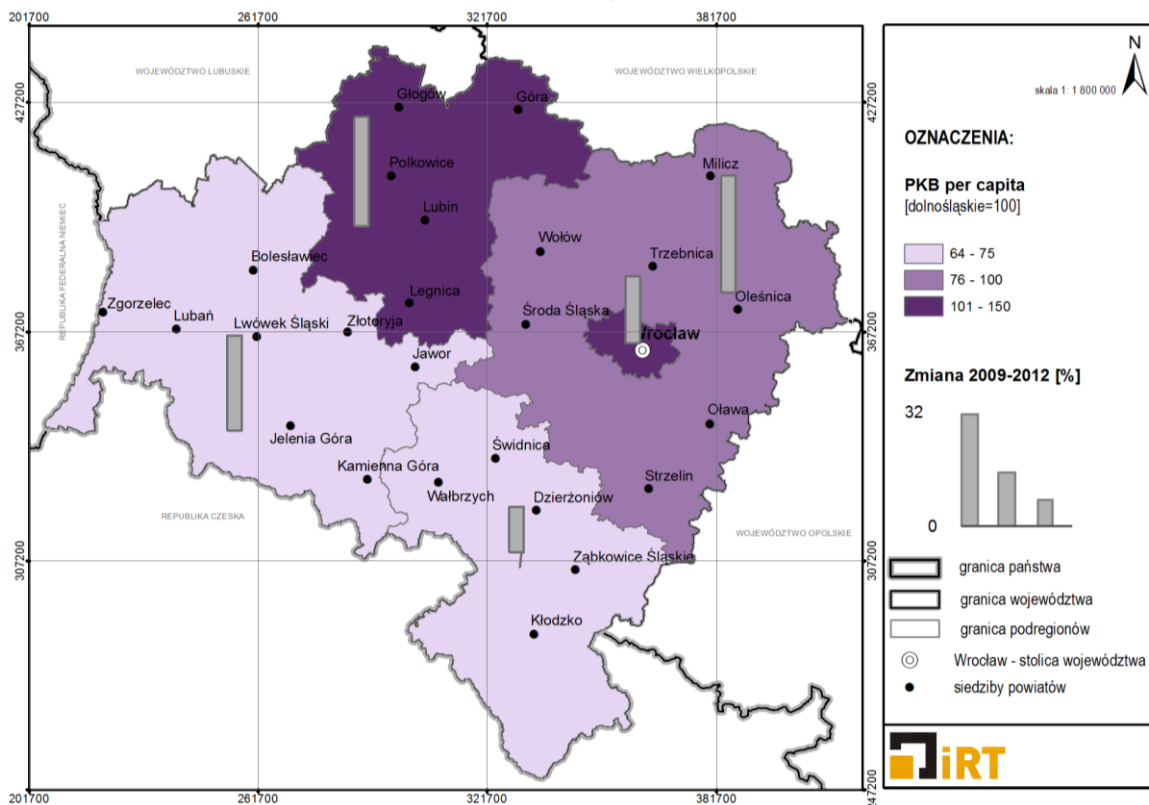 201700 261700 321700 381700
WOJEWÓDZTWO LUBUSKIE
WOJEWÓDZTWO WIELKOPOLSKIE
427200
427200
Głogów
Góra
Polkowice
Milicz
Lubin
Wołów
Trzebnica
Bolesławiec
REPUBLIKA FEDERALNA NIEMIEC
Zgorzelec
Legnica
Oleśnica
Lubań
Lwówek Śląski
Złotoryja
Środa Śląska
367200
367200
Jawor
Oława
Jelenia Góra
Świdnica
Kamienna Góra
Wałbrzych
Strzelin
Dzierżoniów
REPUBLIKA CZESKA
WOJEWÓDZTWO OPOLSKIE
307200
307200
Ząbkowice Śląskie
Kłodzko
247200
201700 261700 321700 381700
N
skala 1: 1 800 000
OZNACZENIA:
PKB per capita
[dolnośląskie=100]
64 - 75
76 - 100
101 - 150
Zmiana 2009-2012 [%]
32
0
granica państwa
granica województwa
granica podregionów
Wrocław - stolica województwa
siedziby powiatów
iRT